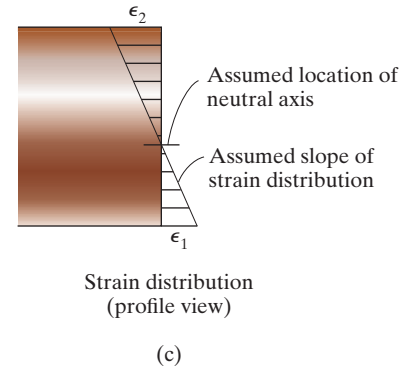 ϵ2
Assumed location of
neutral axis
Assumed slope of
strain distribution
ϵ1
Strain distribution
(profile view)
(c)